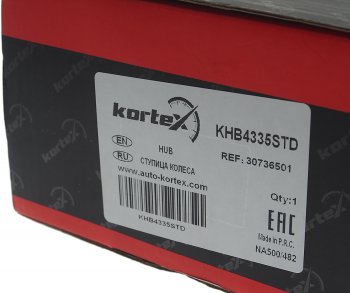 kortex
KHB4335STD
EN HUB
REF: 30736501
RU СТУПИЦА КОЛЕСА
www.auto-kortex.com
Qty:1
KHB4335STD
EAC
Made in P.R.C.
NA500/482